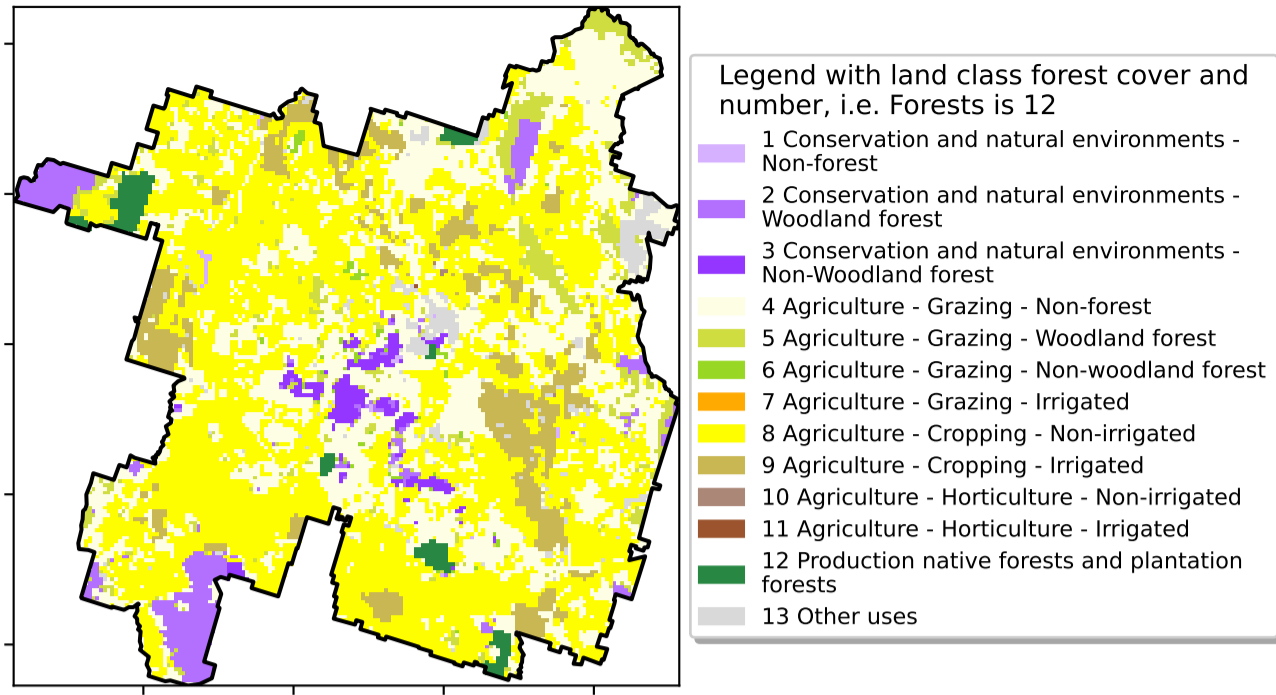 Legend with land class forest cover and
number, i.e. Forests is 12
1 Conservation and natural environments -
Non-forest
2 Conservation and natural environments -
Woodland forest
3 Conservation and natural environments -
Non-Woodland forest
4 Agriculture - Grazing - Non-forest
5 Agriculture - Grazing - Woodland forest
6 Agriculture - Grazing - Non-woodland forest
7 Agriculture - Grazing - Irrigated
8 Agriculture - Cropping - Non-irrigated
9 Agriculture - Cropping - Irrigated
10 Agriculture - Horticulture - Non-irrigated
11 Agriculture - Horticulture - Irrigated
12 Production native forests and plantation
forests
13 Other uses